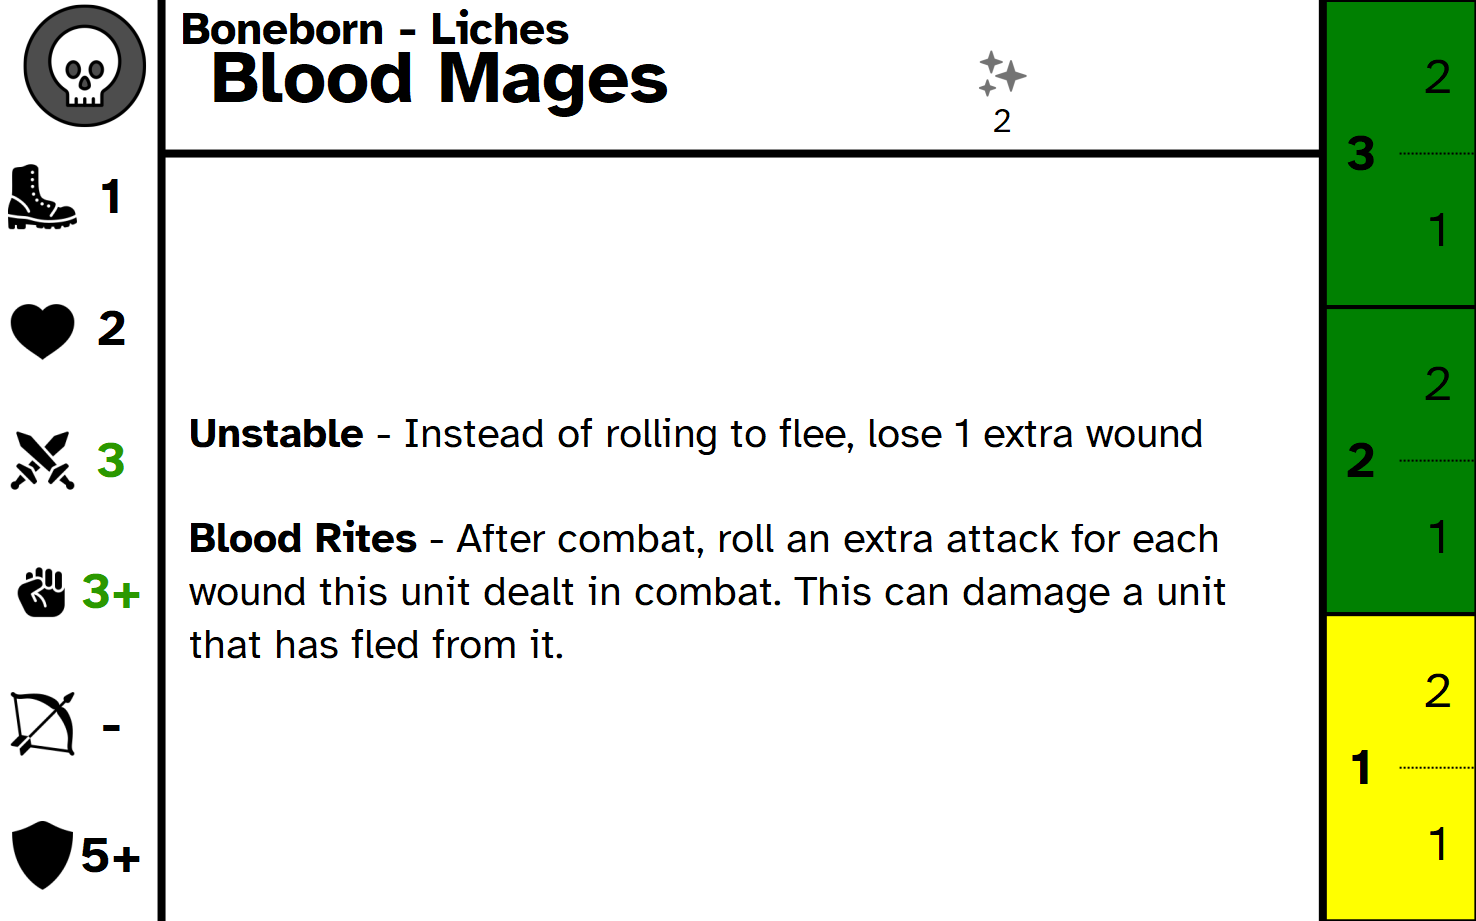 Boneborn - Liches
Blood Mages
2
1
2
3
3+
-
5+
Unstable - Instead of rolling to flee, lose 1 extra wound
Blood Rites - After combat, roll an extra attack for each
wound this unit dealt in combat. This can damage a unit
that has fled from it.
3
2
1
2
2
1
1
2
1